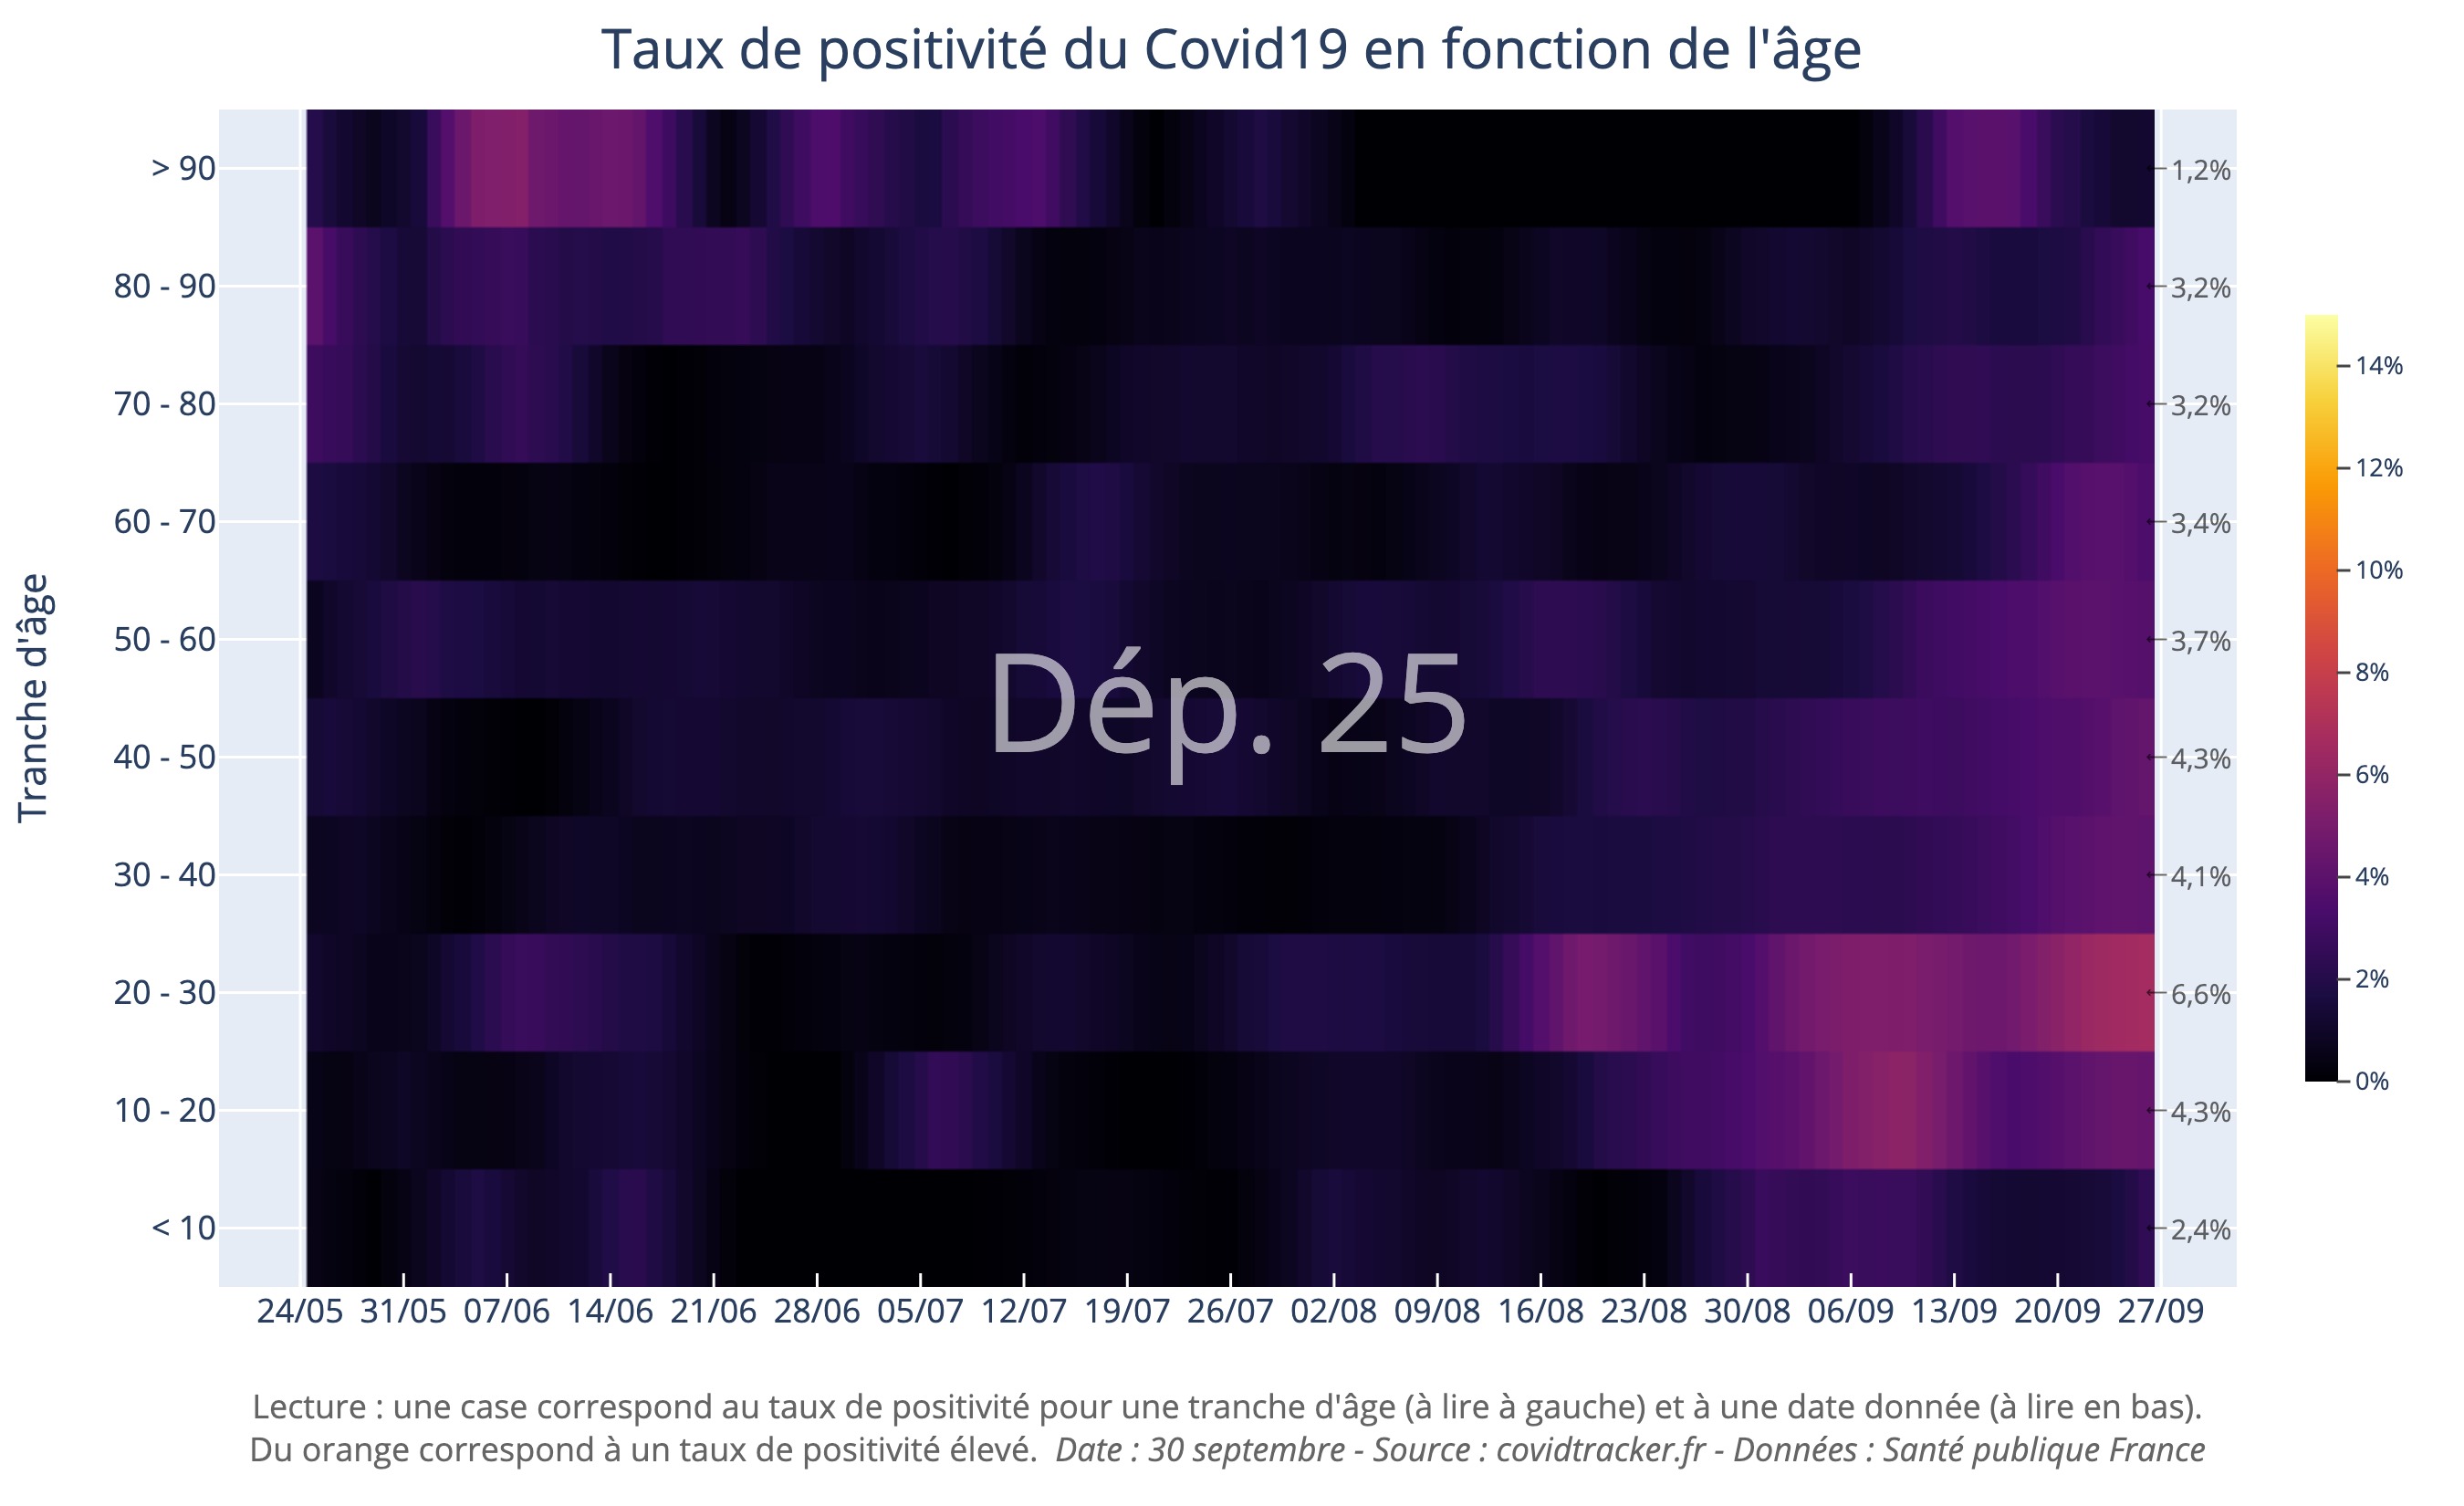 Taux de positivité du Covid19 en fonction de l'âge
Tranche d'âge
> 90
80 - 90
70 - 80
60 - 70
50 - 60
40 - 50
30 - 40
20 - 30
10 - 20
< 10
Dép. 25
1,2%
3,2%
3,2%
3,4%
3,7%
4,3%
4,1%
6,6%
4,3%
2,4%
14%
12%
10%
8%
6%
4%
2%
0%
24/05 31/05 07/06 14/06 21/06 28/06 05/07 12/07 19/07 26/07 02/08 09/08 16/08 23/08 30/08 06/09 13/09 20/09 27/09
Lecture : une case correspond au taux de positivité pour une tranche d'âge (à lire à gauche) et à une date donnée (à lire en bas).
Du orange correspond à un taux de positivité élevé. Date : 30 septembre - Source : covidtracker.fr - Données : Santé publique France